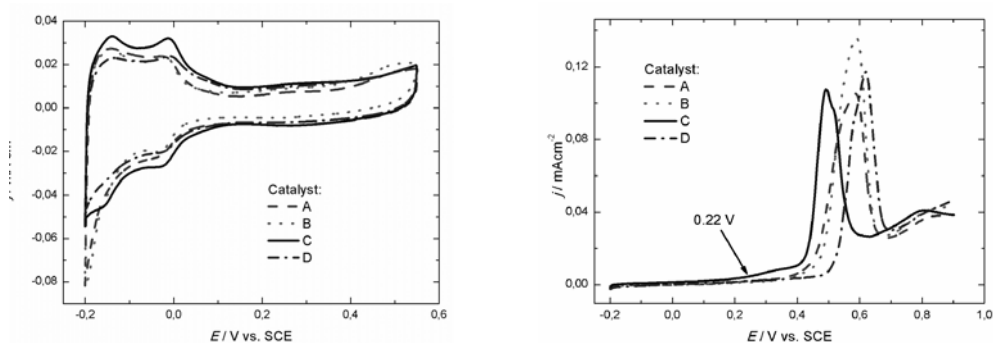 0,04
0,02
0,00
-0,02
-0,04
-0,06
-0,08
-0,2
0,0
0,2
0,4
0,6
Catalyst:
A
B
C
D
E / V vs. SCE
j / mAcm-2
0,12
0,08
0,04
0,00
Catalyst:
A
B
C
D
0.22 V
-0,2
0,0
0,2
0,4
0,6
0,8
1,0
E / V vs. SCE